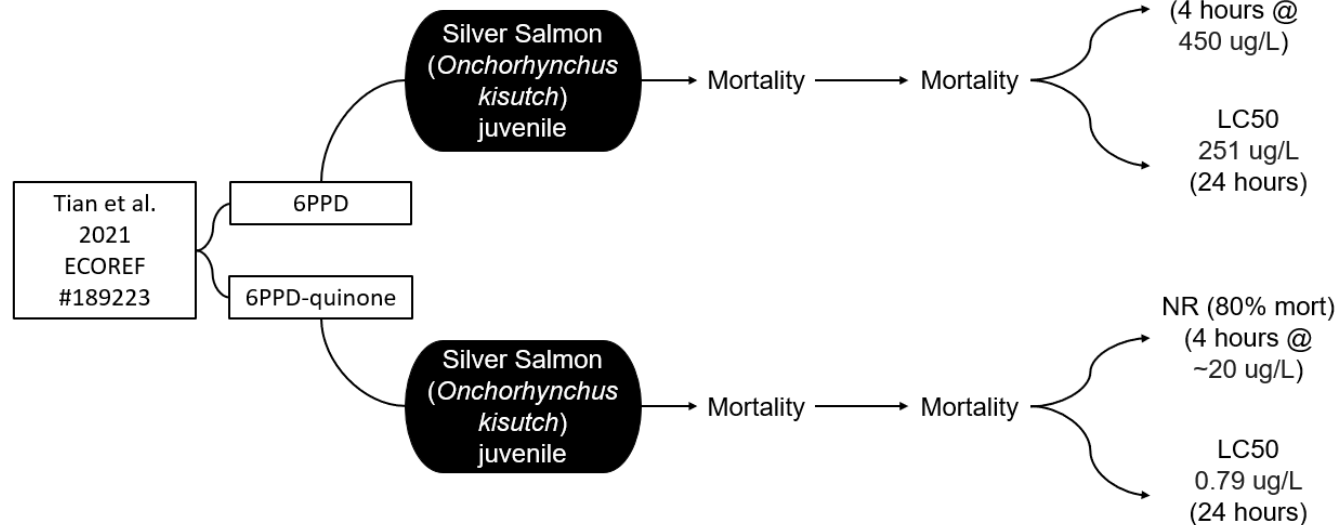 (4 hours @
450 ug/L)
Silver Salmon
(Onchorhynchus
kisutch)
juvenile
Mortality
Mortality
LC50
251 ug/L
(24 hours)
Tian et al.
2021
ECOREF
#189223
6PPD
6PPD-quinone
NR (80% mort)
(4 hours @
~20 ug/L)
Silver Salmon
(Onchorhynchus
kisutch)
juvenile
Mortality
Mortality
LC50
0.79 ug/L
(24 hours)